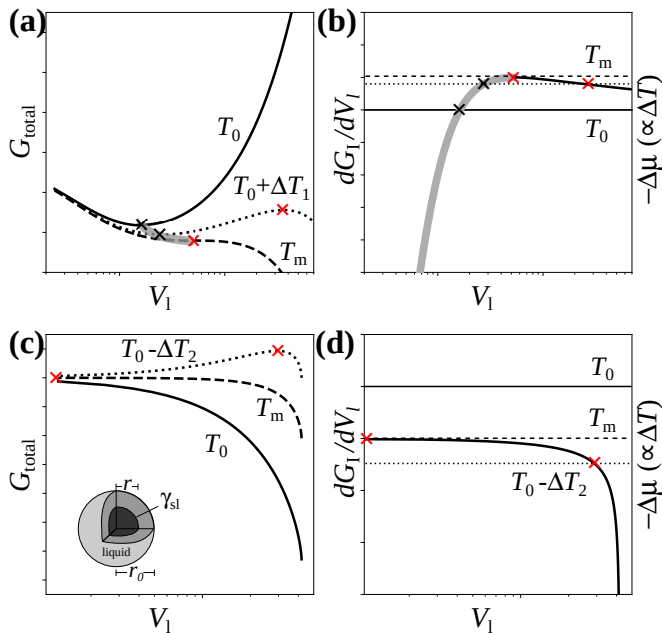 (a)
G_total
T_0
T_0+ΔT_1
T_m
V_l
(b)
dG_I/dV_l
T_m
T_0
−Δμ (∝ΔT)
V_l
(c)
G_total
T_0 -ΔT_2
T_m
T_0
r
γ_sl
liquid
r_0
V_l
(d)
dG_I/dV_l
T_0
T_m
T_0 -ΔT_2
−Δμ (∝ΔT)
V_l